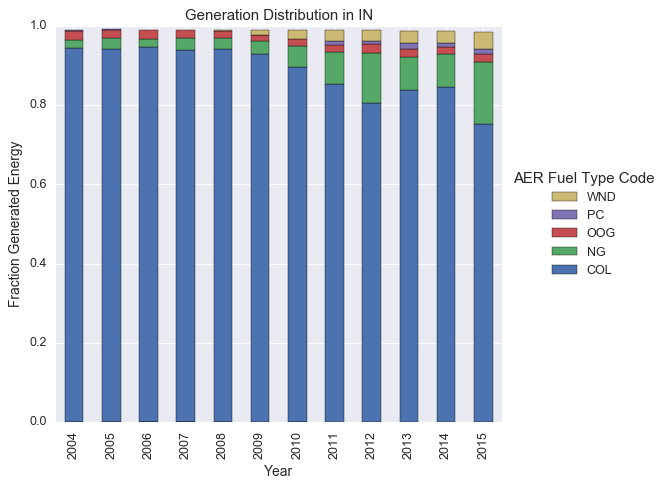 Generation Distribution in IN
Fraction Generated Energy
1.0
0.8
0.6
0.4
0.2
0.0
2004
2005
2006
2007
2008
2009
2010
2011
2012
2013
2014
2015
Year
AER Fuel Type Code
WND
PC
OOG
NG
COL